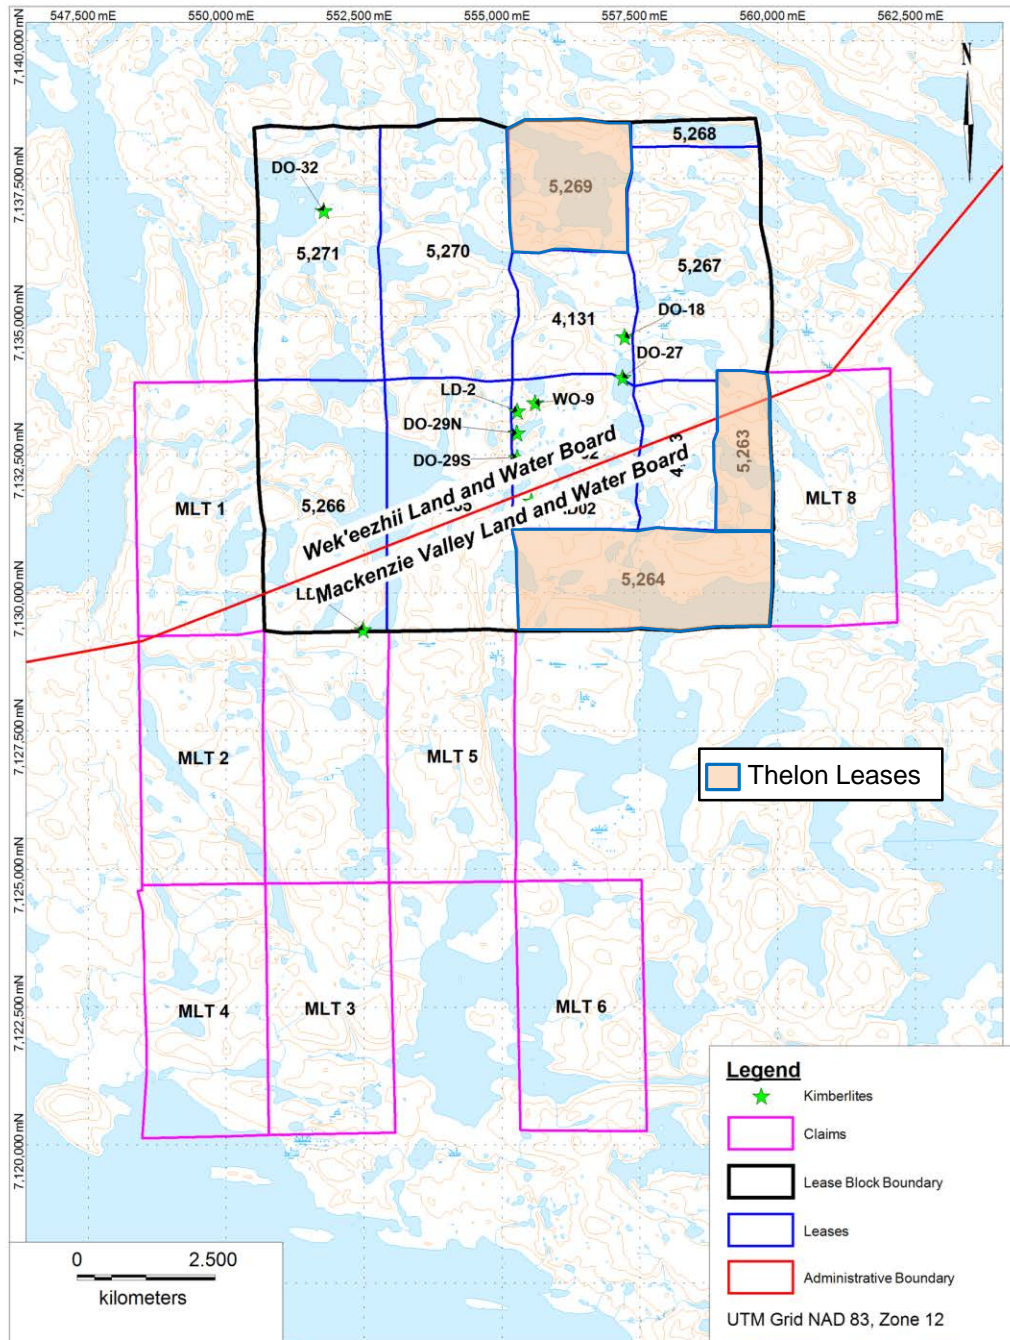 547,500 mE
550,000 mE
552,500 mE
555,000 mE
557,500 mE
560,000 mE
562,500 mE
7,140,000 mN
N
5,268
DO-32
5,269
7,137,500 mN
5,271
5,270
5,267
DO-18
4,131
7,135,000 mN
DO-27
LD-2
WO-9
DO-29N
DO-29S
7,132,500 mN
5,263
MLT 8
MLT 1
5,266
Wek'eezhii Land and Water Board
Mackenzie Valley Land and Water Board
5,264
7,130,000 mN
7,127,500 mN
MLT 2
MLT 5
Thelon Leases
7,125,000 mN
MLT 4
MLT 3
MLT 6
7,122,500 mN
7,120,000 mN
Legend
Kimberlites
Claims
Lease Block Boundary
Leases
Administrative Boundary
UTM Grid NAD 83, Zone 12
0
2.500
kilometers